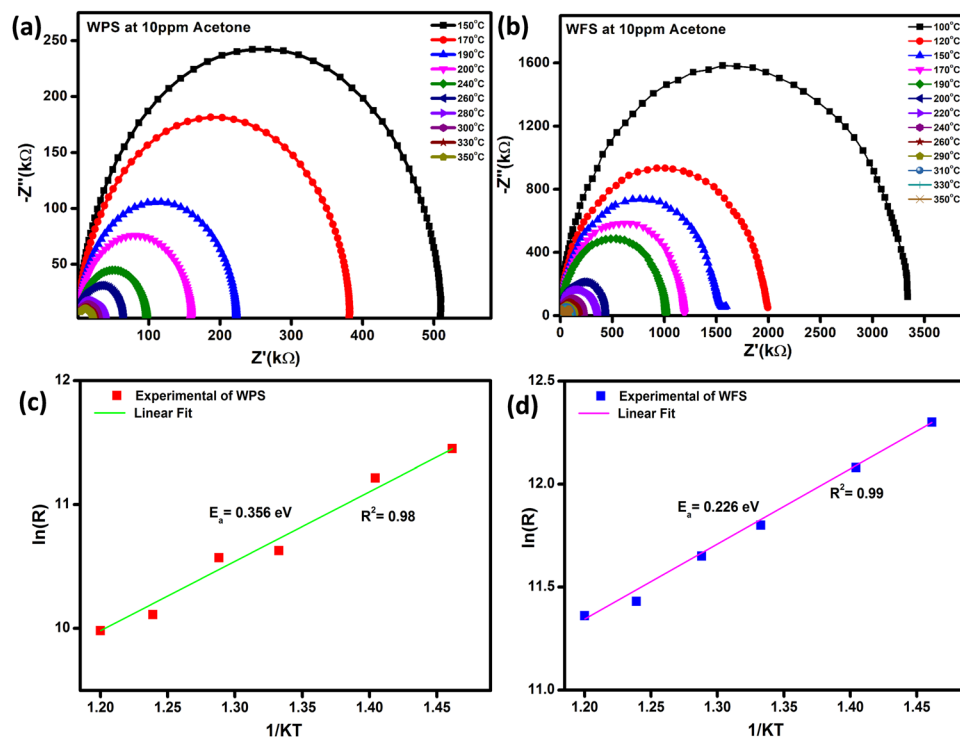 (a)
WPS at 10ppm Acetone
150°C
170°C
190°C
200°C
240°C
260°C
280°C
300°C
330°C
350°C
250
200
150
100
50
-Z''(kΩ)
100 200 300 400 500
Z'(kΩ)
(b)
WFS at 10ppm Acetone
100°C
120°C
150°C
170°C
190°C
200°C
220°C
240°C
260°C
290°C
310°C
330°C
350°C
1600
1200
800
400
0
-Z''(kΩ)
0 500 1000 1500 2000 2500 3000 3500
Z'(kΩ)
(c)
Experimental of WPS
Linear Fit
Ea= 0.356 eV
R2= 0.98
12
11
10
ln(R)
1.20 1.25 1.30 1.35 1.40 1.45
1/KT
(d)
Experimental of WFS
Linear Fit
Ea= 0.226 eV
R2= 0.99
12.5
12.0
11.5
11.0
ln(R)
1.20 1.25 1.30 1.35 1.40 1.45
1/KT